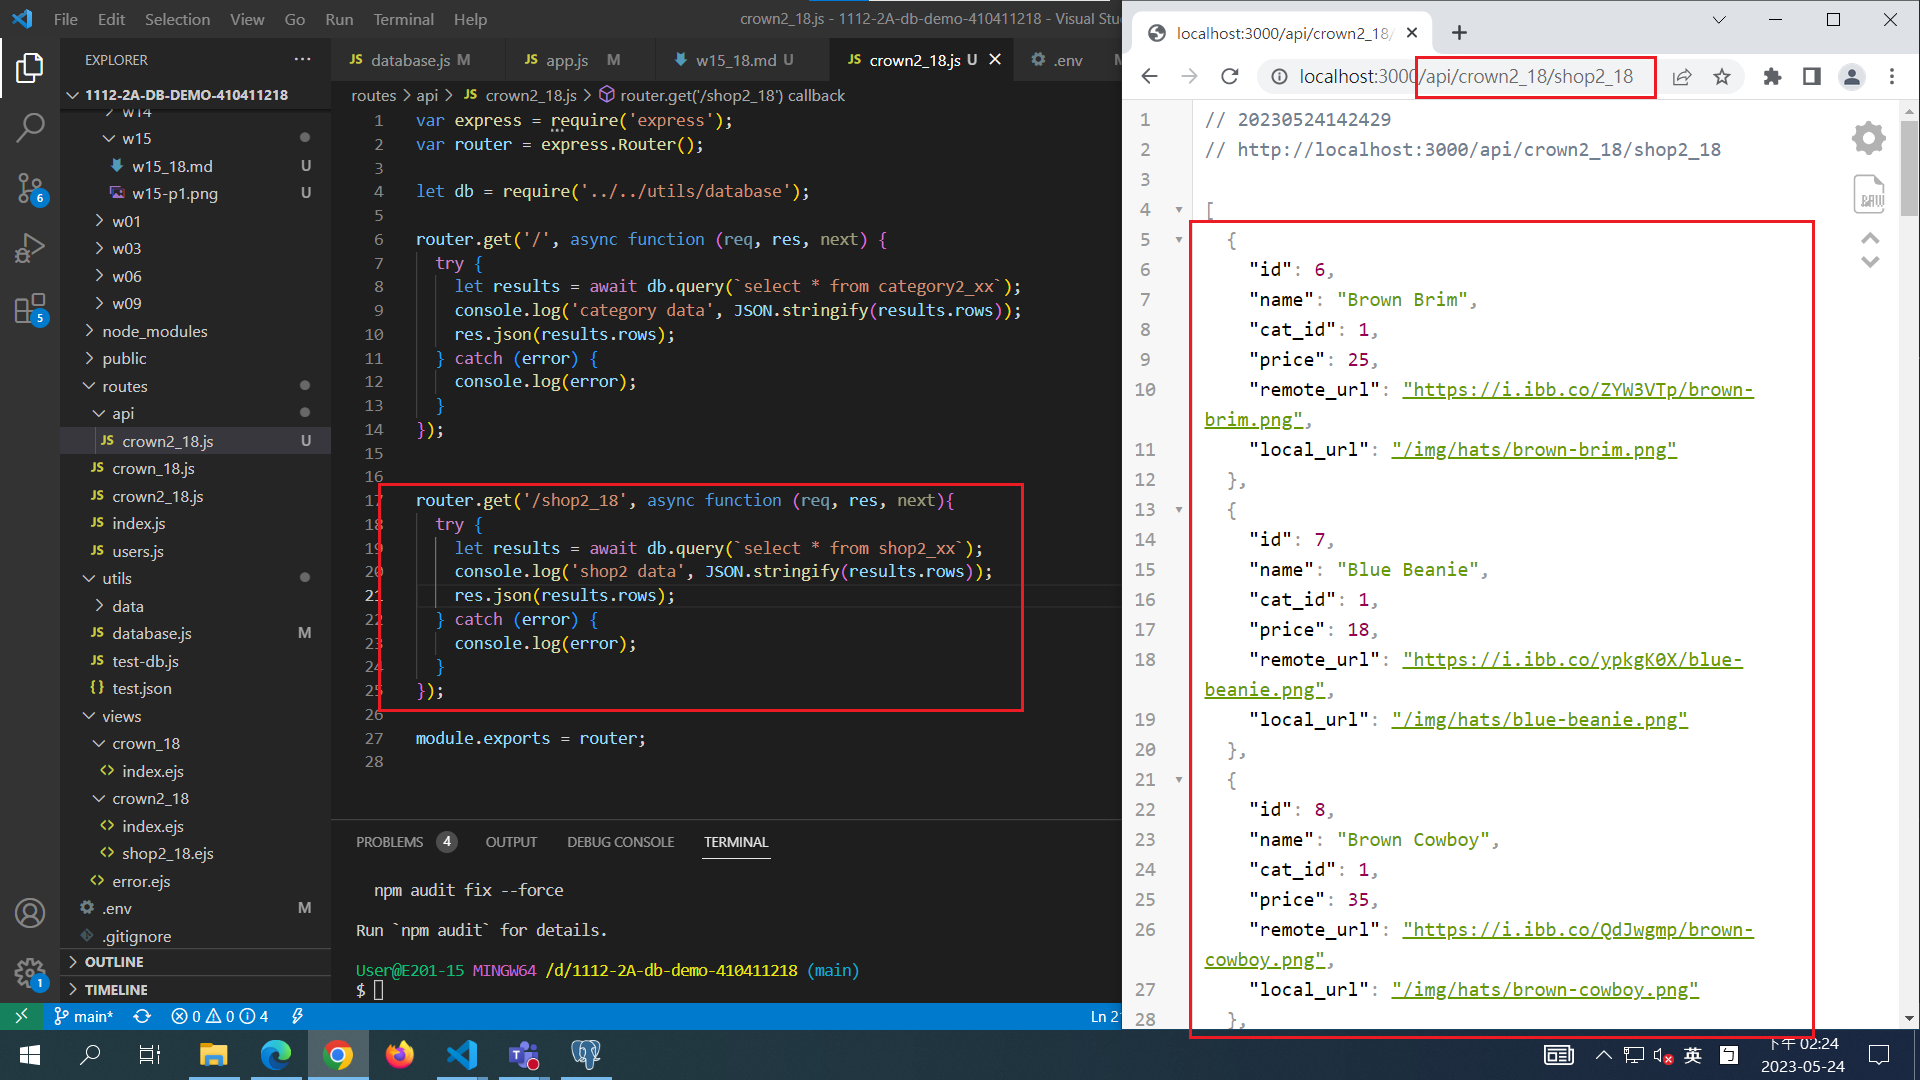 File Edit Selection View Go Run Terminal Help
crown2_18.js - 1112-2A-db-demo-410411218 - Visual Stu
EXPLORER
1112-2A-DB-DEMO-410411218
w14
w15
w15_18.md U
w15-p1.png U
w01
w03
w06
w09
node_modules
public
routes
api
crown2_18.js U
crown_18.js
crown2_18.js
index.js
users.js
utils
data
database.js M
test-db.js
test.json
views
crown_18
index.ejs
crown2_18
index.ejs
shop2_18.ejs
error.ejs
.env M
.gitignore
OUTLINE
TIMELINE
6
5
1
database.js M
app.js M
w15_18.md U
crown2_18.js U
.env M
routes > api > JS crown2_18.js > router.get('/shop2_18') callback
1 var express = require('express');
2 var router = express.Router();
3
4 let db = require('../../utils/database');
5
6 router.get('/', async function (req, res, next) {
7 try {
8 let results = await db.query(`select * from category2_xx`);
9 console.log('category data', JSON.stringify(results.rows));
10 res.json(results.rows);
11 } catch (error) {
12 console.log(error);
13 }
14 });
15
16
17 router.get('/shop2_18', async function (req, res, next){
18 try {
19 let results = await db.query(`select * from shop2_xx`);
20 console.log('shop2 data', JSON.stringify(results.rows));
21 res.json(results.rows);
22 } catch (error) {
23 console.log(error);
24 }
25 });
26
27 module.exports = router;
28
PROBLEMS 4 OUTPUT DEBUG CONSOLE TERMINAL
npm audit fix --force
Run `npm audit` for details.
User@E201-15 MINGW64 /d/1112-2A-db-demo-410411218 (main)
$
main* 0 0 4
Ln 2
localhost:3000/api/crown2_18/
localhost:3000/api/crown2_18/shop2_18
1 // 20230524142429
2 // http://localhost:3000/api/crown2_18/shop2_18
3
4 [
5 {
6 "id": 6,
7 "name": "Brown Brim",
8 "cat_id": 1,
9 "price": 25,
10 "remote_url": "https://i.ibb.co/ZYW3VTp/brown-
brim.png",
11 "local_url": "/img/hats/brown-brim.png"
12 },
13 {
14 "id": 7,
15 "name": "Blue Beanie",
16 "cat_id": 1,
17 "price": 18,
18 "remote_url": "https://i.ibb.co/ypkgK0X/blue-
beanie.png",
19 "local_url": "/img/hats/blue-beanie.png"
20 },
21 {
22 "id": 8,
23 "name": "Brown Cowboy",
24 "cat_id": 1,
25 "price": 35,
26 "remote_url": "https://i.ibb.co/QdJwgmp/brown-
cowboy.png",
27 "local_url": "/img/hats/brown-cowboy.png"
28 },
RAW
英
下午 02:24
2023-05-24